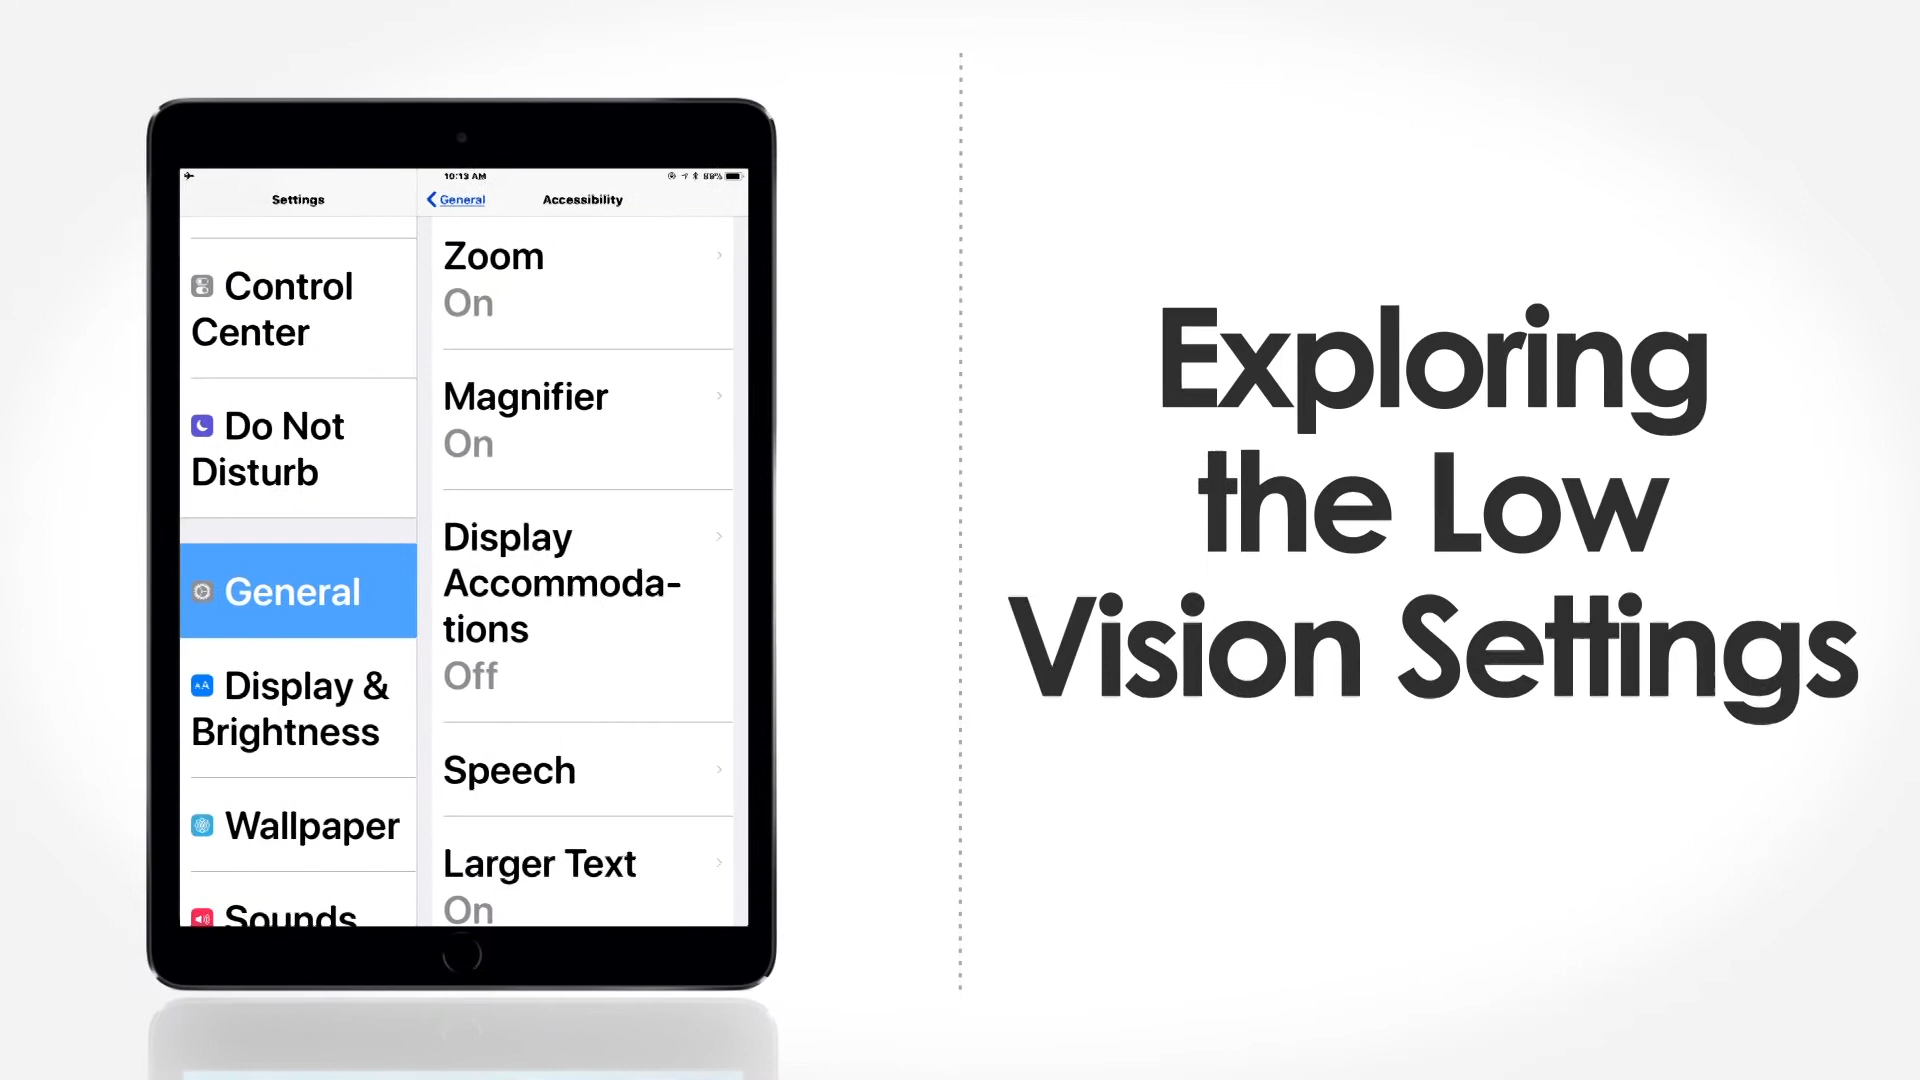 10:13 AM
Settings
General
Accessibility
Control
Center
Do Not
Disturb
General
Display &
Brightness
Wallpaper
Sounds
Zoom
On
Magnifier
On
Display
Accommoda-
tions
Off
Speech
Larger Text
On
Exploring
the Low
Vision Settings